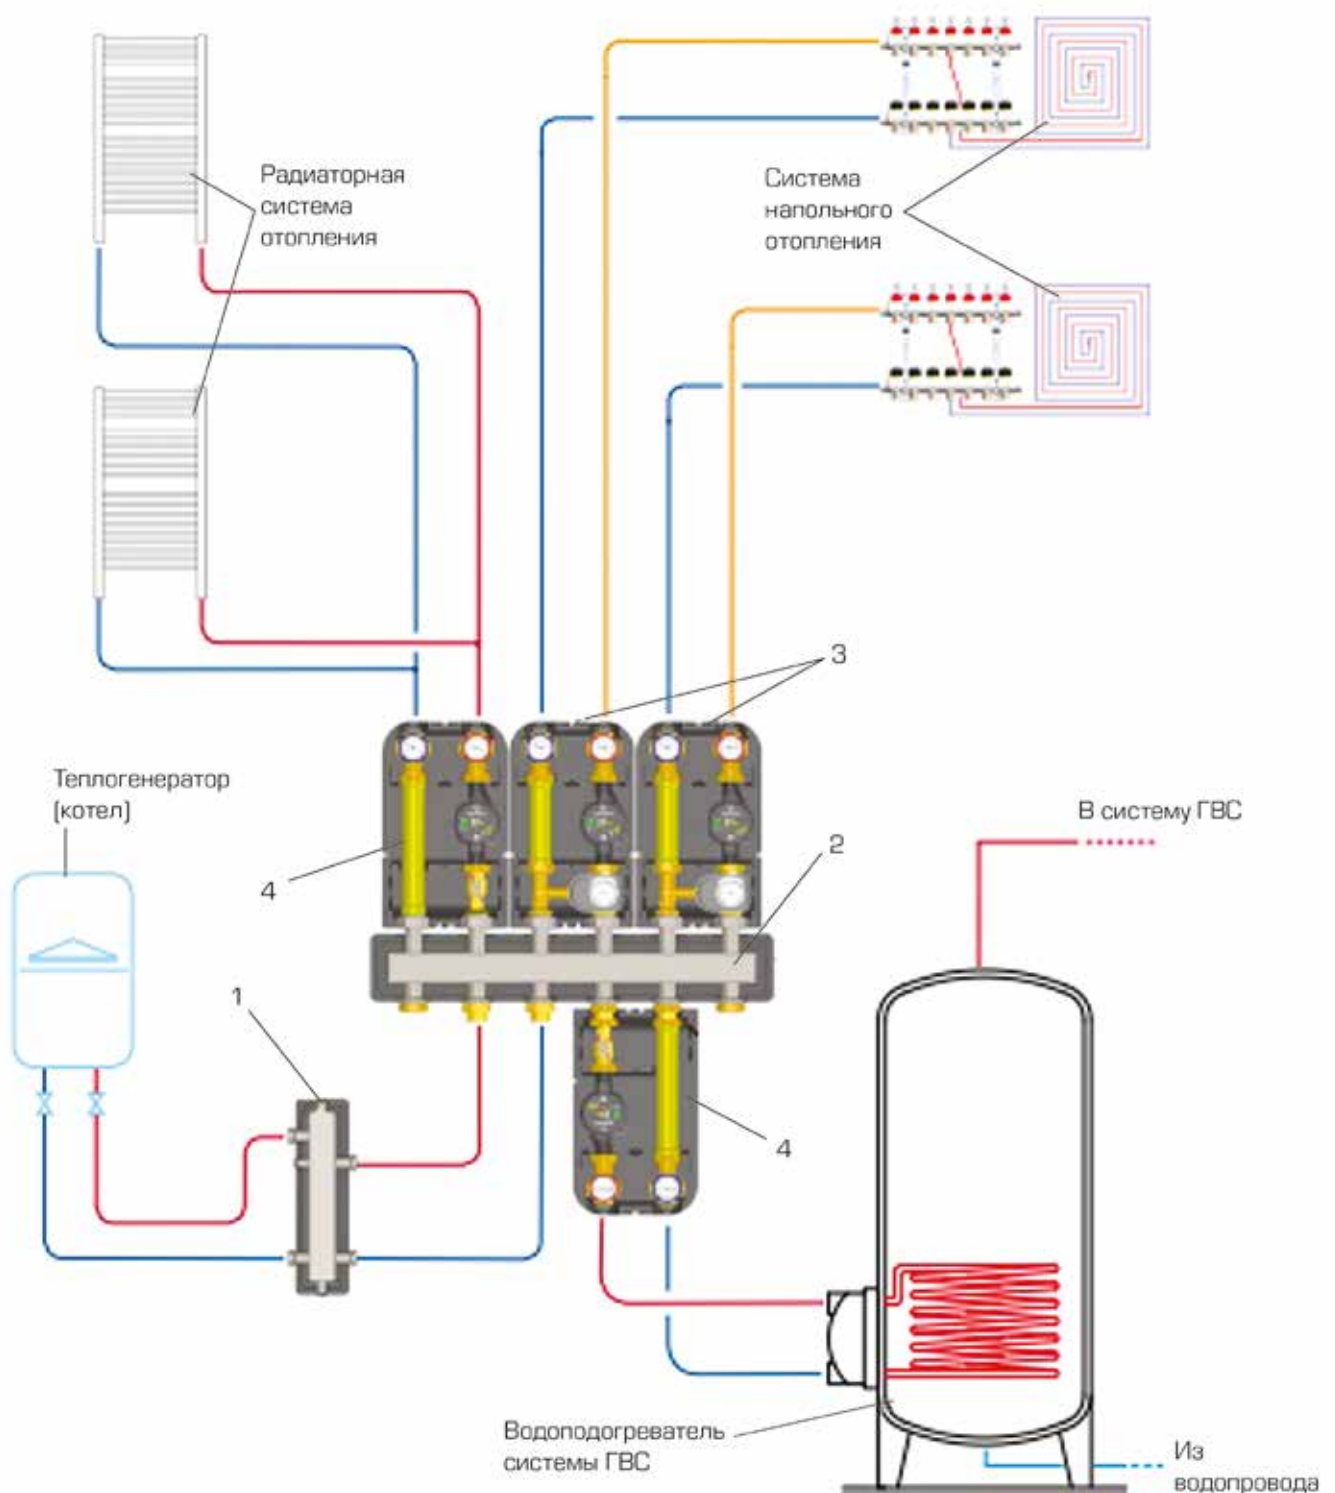 Радиаторная
система
отопления
Система
напольного
отопления
3
Теплогенератор
(котел)
В систему ГВС
2
4
1
4
Водоподогреватель
системы ГВС
Из
водопровода